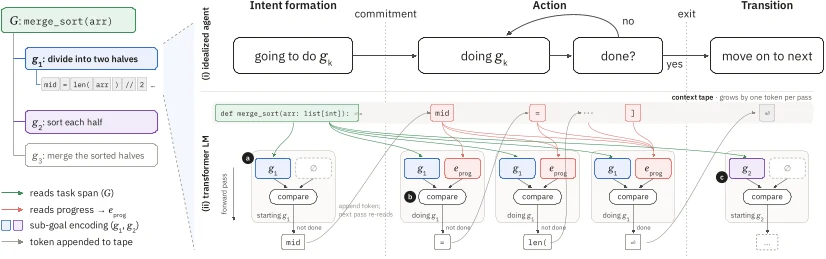 Intent formation
commitment
Action
exit
Transition
G: merge_sort(arr)
g1: divide into two halves
mid = len( arr ) // 2 …
g2: sort each half
g3: merge the sorted halves
reads task span (G)
reads progress → eprog
sub-goal encoding (g1, g2)
token appended to tape
(i) idealized agent
going to do gk
doing gk
done?
no
yes
move on to next
context tape · grows by one token per pass
(ii) transformer LM
forward pass
def merge_sort(arr: list[int]): ⏎
mid
=
...
]
⏎
a
g1
∅
compare
starting g1
mid
append token;
next pass re-reads
b
g1
eprog
compare
doing g1
not done
=
g1
eprog
compare
doing g1
not done
len(
g1
eprog
compare
doing g1
done
⏎
c
g2
∅
compare
starting g2
...